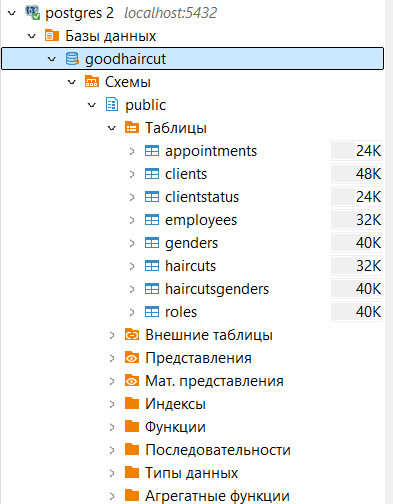 postgres 2 localhost:5432
Базы данных
goodhaircut
Схемы
public
Таблицы
appointments 24K
clients 48K
clientstatus 24K
employees 32K
genders 40K
haircuts 32K
haircutsgenders 40K
roles 40K
Внешние таблицы
Представления
Мат. представления
Индексы
Функции
Последовательности
Типы данных
Агрегатные функции